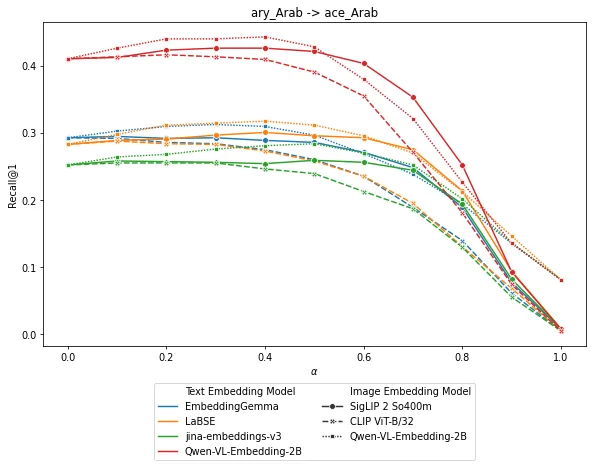 ary_Arab -> ace_Arab
Recall@1
0.4
0.3
0.2
0.1
0.0
0.0 0.2 0.4 0.6 0.8 1.0
α
Text Embedding Model
EmbeddingGemma
LaBSE
jina-embeddings-v3
Qwen-VL-Embedding-2B
Image Embedding Model
SigLIP 2 So400m
CLIP ViT-B/32
Qwen-VL-Embedding-2B